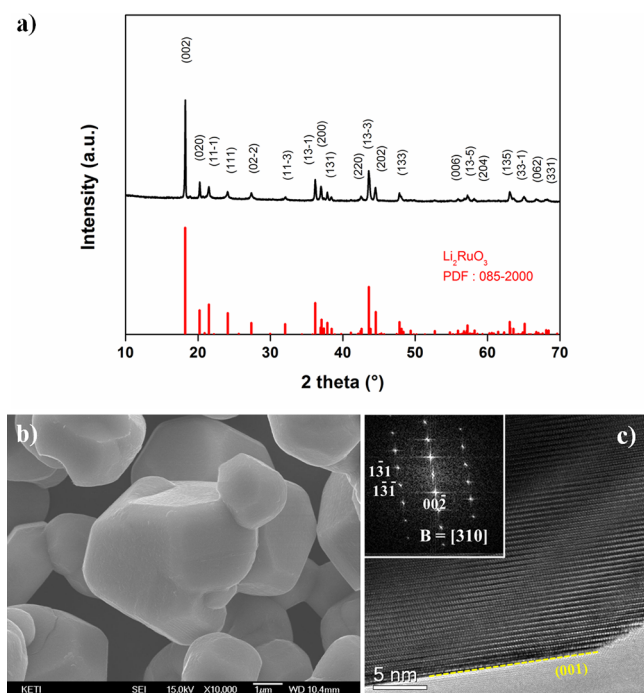 a)
(002)
(020)
(11-1)
(111)
(02-2)
(11-3)
(13-1)
(200)
(131)
(220)
(13-3)
(202)
(133)
(006)
(13-5)
(204)
(135)
(33-1)
(062)
(331)
Intensity (a.u.)
Li₂RuO₃
PDF : 085-2000
10 20 30 40 50 60 70
2 theta (°)
b)
KETI SEI 15.0kV X10,000 1μm WD 10.4mm
c)
13̄1
13̄1̄
002̄
B = [310]
5 nm
(001)